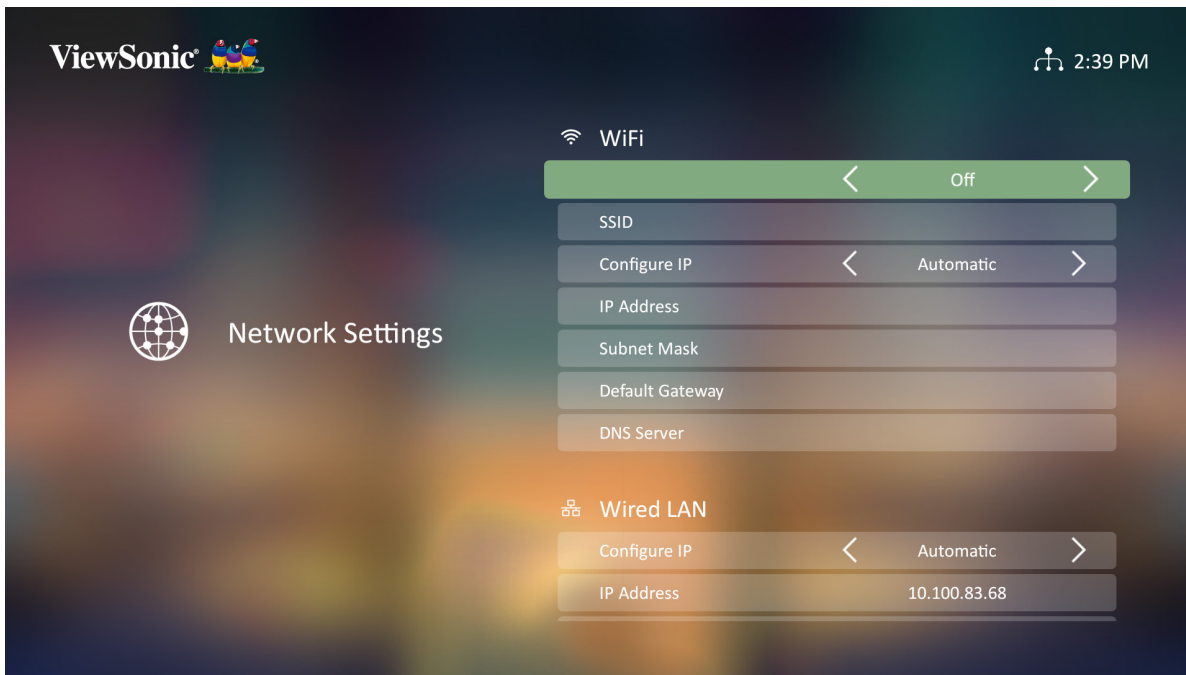 ViewSonic®
2:39 PM
WiFi
Off
SSID
Configure IP Automatic
IP Address
Subnet Mask
Default Gateway
DNS Server
Network Settings
Wired LAN
Configure IP Automatic
IP Address 10.100.83.68